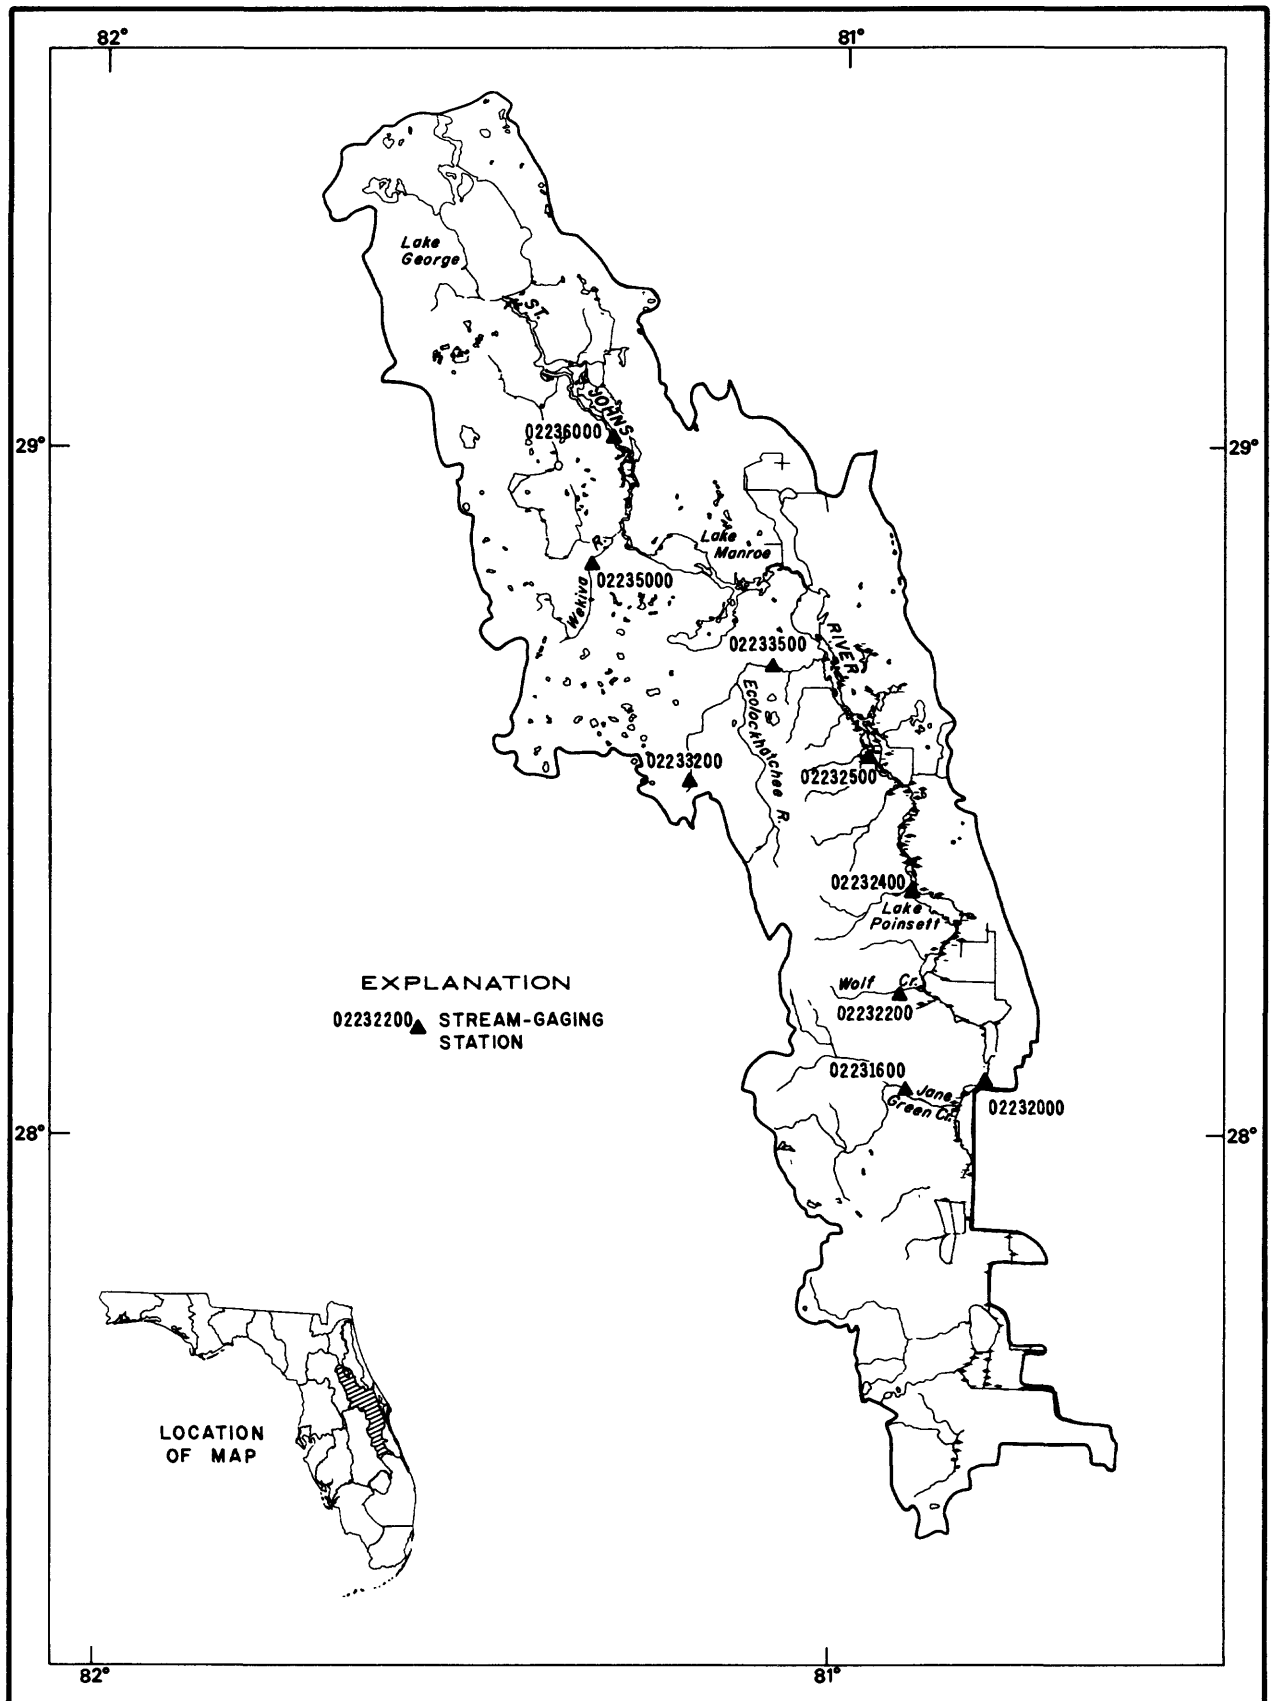 82°
81°
Lake
George
ST.
JOHNS
29°
02236000
29°
Lake
Manroe
R.
02235000
Wekiva
RIVER
02233500
Ecolockhatchee R.
02233200
02232500
02232400
Lake
Poinsett
EXPLANATION
Wolf Cr.
02232200
02232200 STREAM-GAGING
STATION
02231600
Jane
Green Cr.
02232000
28°
28°
LOCATION
OF MAP
82°
81°